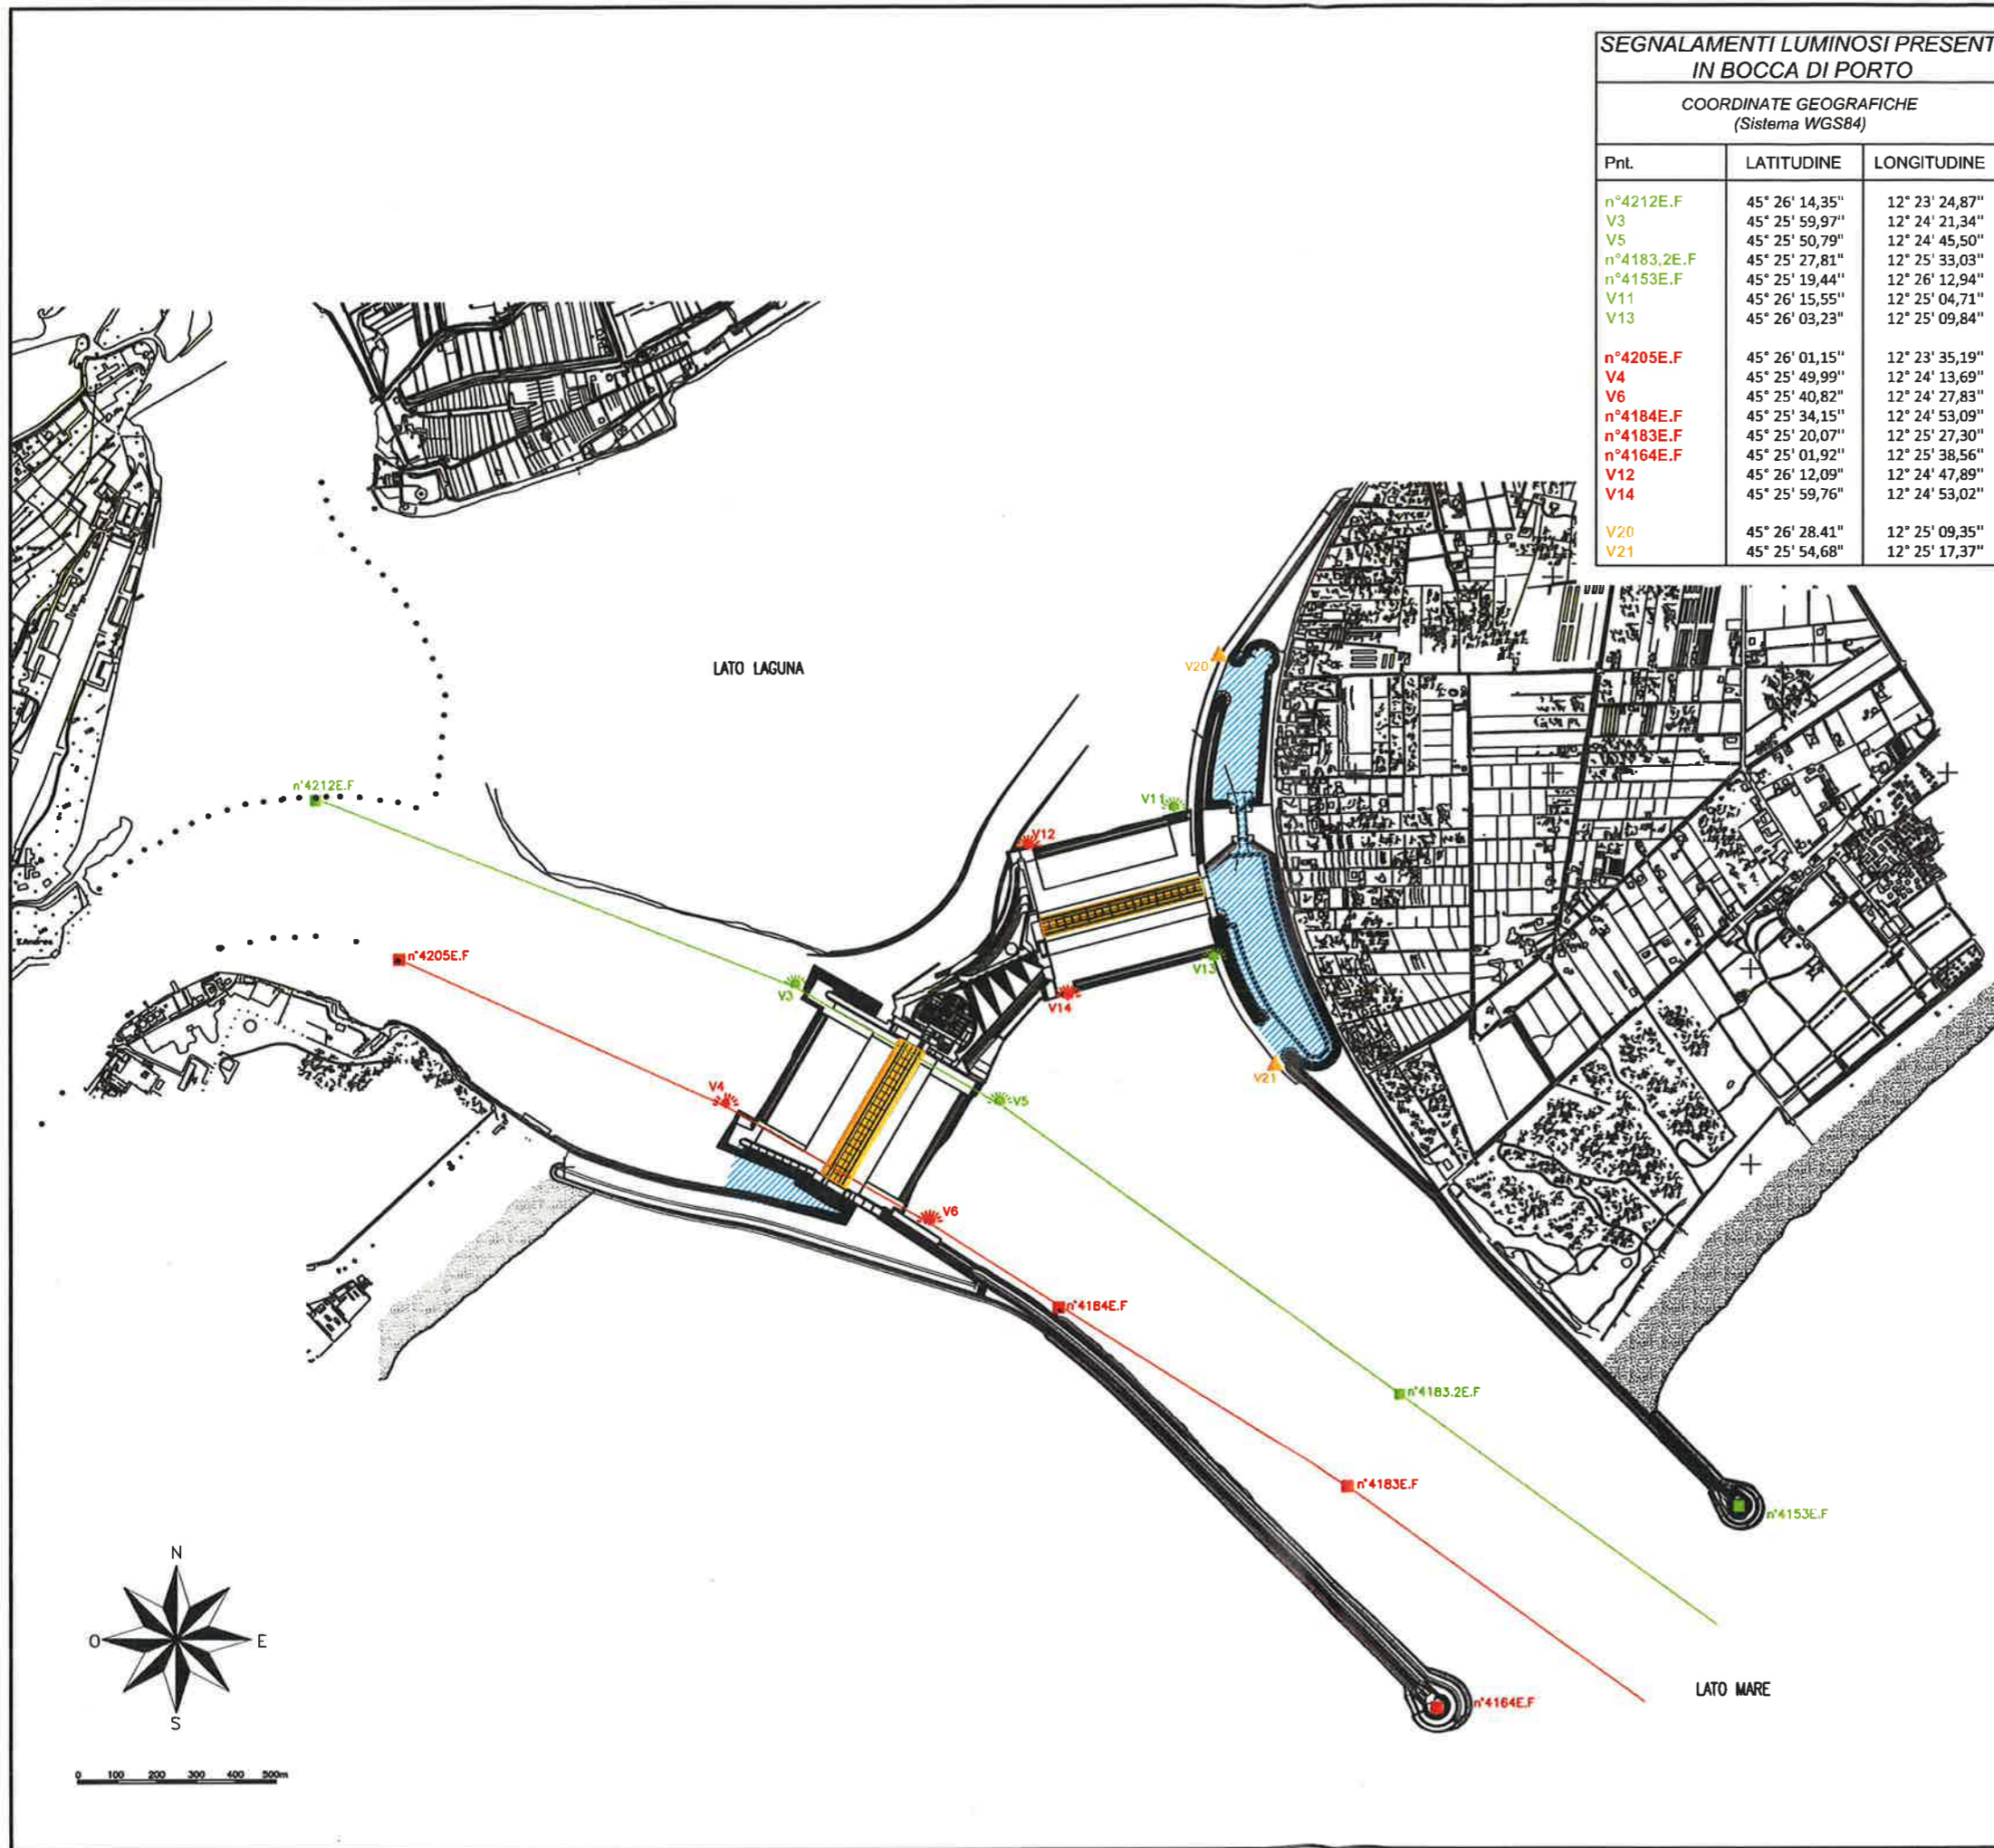 SEGNALAMENTI LUMINOSI PRESENT
IN BOCCA DI PORTO
COORDINATE GEOGRAFICHE
(Sistema WGS84)
Pnt. LATITUDINE LONGITUDINE
n°4212E.F 45° 26' 14,35" 12° 23' 24,87"
V3 45° 25' 59,97" 12° 24' 21,34"
V5 45° 25' 50,79" 12° 24' 45,50"
n°4183,2E.F 45° 25' 27,81" 12° 25' 33,03"
n°4153E.F 45° 25' 19,44" 12° 26' 12,94"
V11 45° 26' 15,55" 12° 25' 04,71"
V13 45° 26' 03,23" 12° 25' 09,84"
n°4205E.F 45° 26' 01,15" 12° 23' 35,19"
V4 45° 25' 49,99" 12° 24' 13,69"
V6 45° 25' 40,82" 12° 24' 27,83"
n°4184E.F 45° 25' 34,15" 12° 24' 53,09"
n°4183E.F 45° 25' 20,07" 12° 25' 27,30"
n°4164E.F 45° 25' 01,92" 12° 25' 38,56"
V12 45° 26' 12,09" 12° 24' 47,89"
V14 45° 25' 59,76" 12° 24' 53,02"
V20 45° 26' 28.41" 12° 25' 09,35"
V21 45° 25' 54,68" 12° 25' 17,37"
LATO LAGUNA
V20
n°4212E.F
V11
V12
S.Andrea
n°4205E.F
V3
V13
V14
V21
V4
V5
V6
n°4184E.F
n°4183.2E.F
n°4183E.F
n°4153E.F
LATO MARE
n°4164E.F
N
O
E
S
0 100 200 300 400 500m